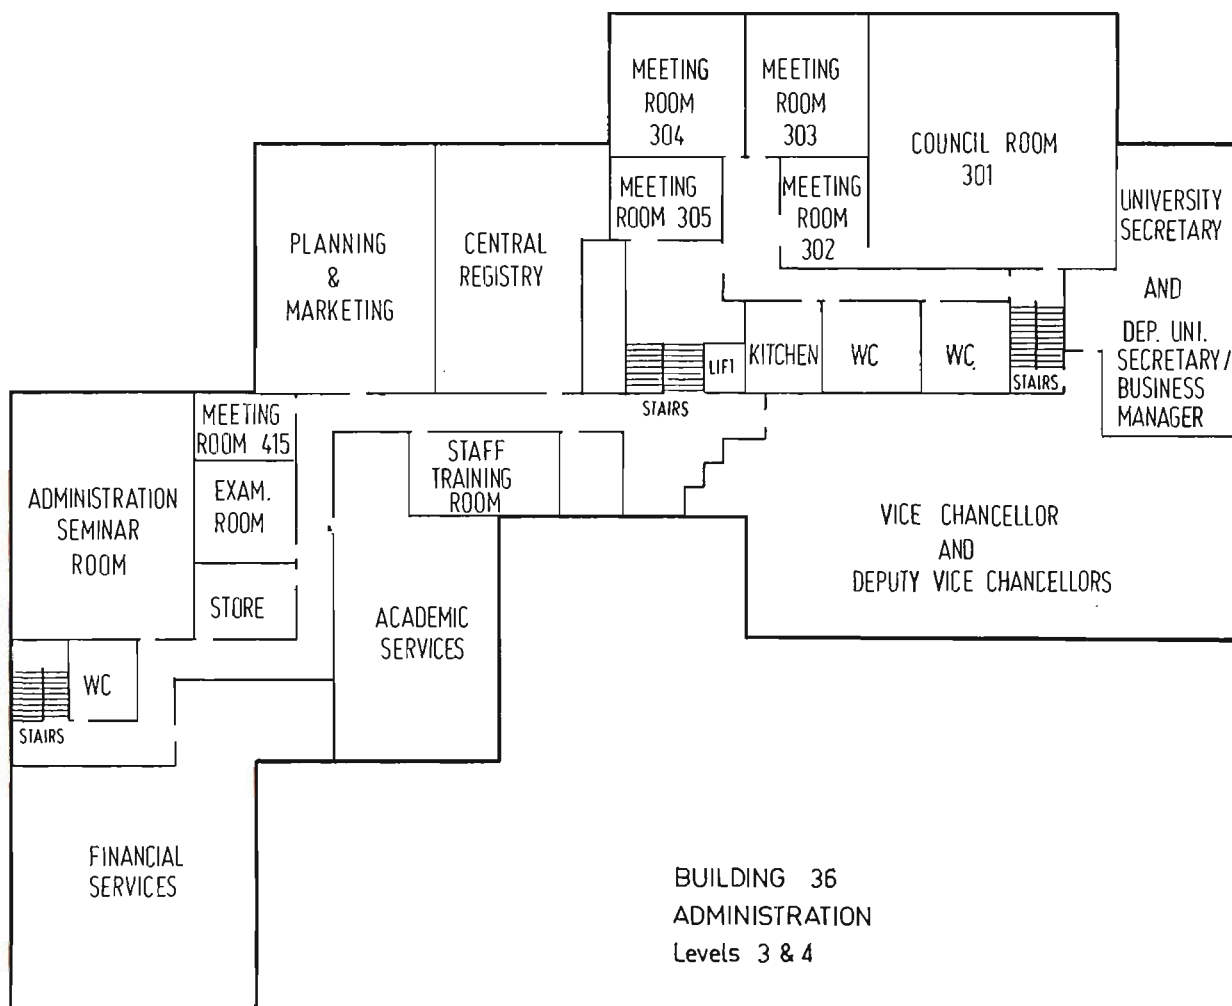 MEETING
ROOM
304
MEETING
ROOM
303
COUNCIL ROOM
301
MEETING
ROOM 305
MEETING
ROOM
302
UNIVERSITY
SECRETARY
AND
DEP. UNI.
SECRETARY/
BUSINESS
MANAGER
PLANNING
&
MARKETING
CENTRAL
REGISTRY
LIFT
KITCHEN
WC
WC
STAIRS
STAIRS
MEETING
ROOM 415
STAFF
TRAINING
ROOM
ADMINISTRATION
SEMINAR
ROOM
EXAM.
ROOM
STORE
VICE CHANCELLOR
AND
DEPUTY VICE CHANCELLORS
ACADEMIC
SERVICES
WC
STAIRS
FINANCIAL
SERVICES
BUILDING 36
ADMINISTRATION
Levels 3 & 4